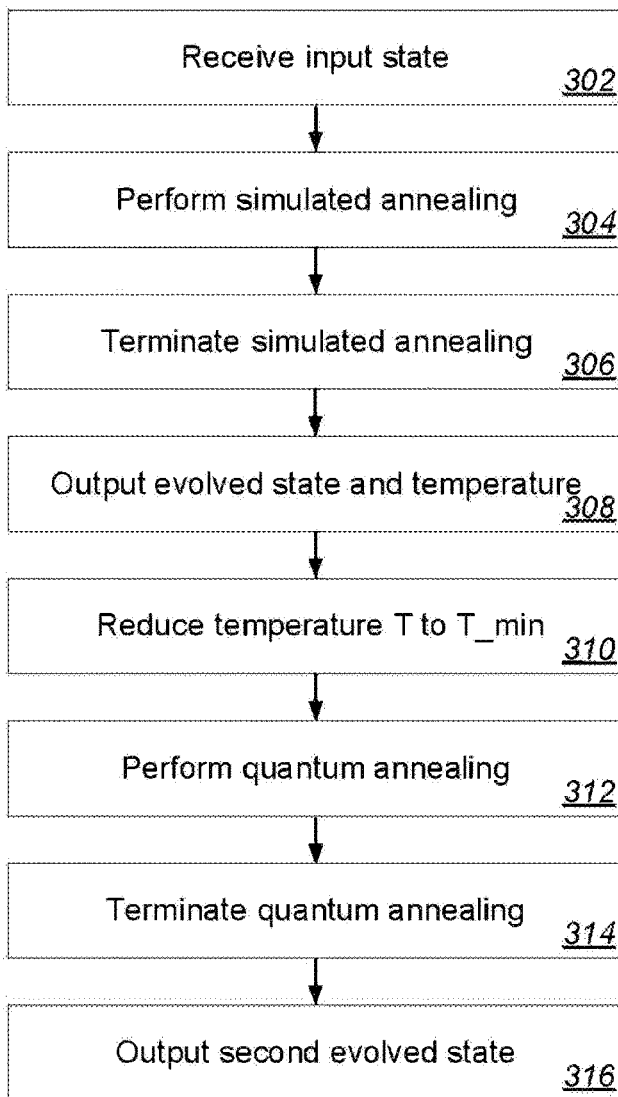 Receive input state
302
Perform simulated annealing
304
Terminate simulated annealing
306
Output evolved state and temperature
308
Reduce temperature T to T_min
310
Perform quantum annealing
312
Terminate quantum annealing
314
Output second evolved state
316